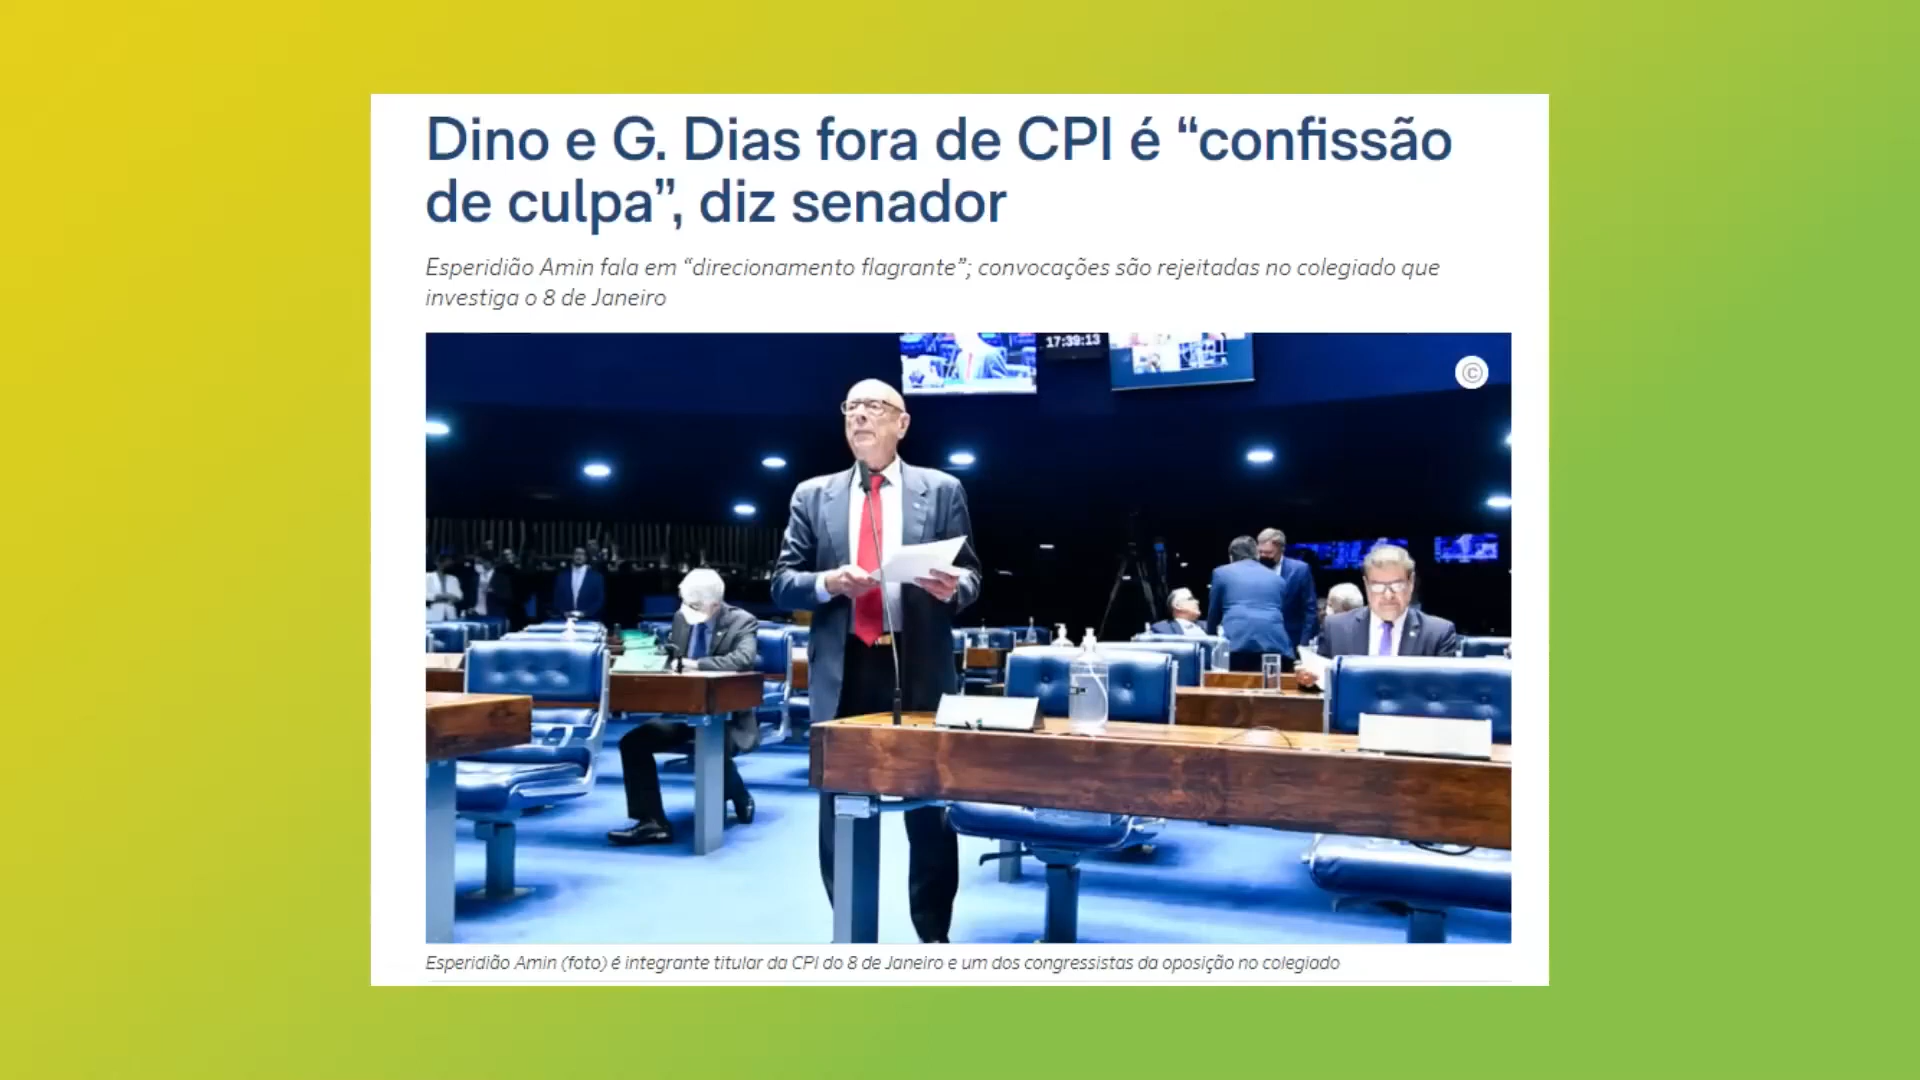 Dino e G. Dias fora de CPI é “confissão
de culpa”, diz senador
Esperidião Amin fala em “direcionamento flagrante”; convocações são rejeitadas no colegiado que
investiga o 8 de Janeiro
17:39:13
©
Esperidião Amin (foto) é integrante titular da CPI do 8 de Janeiro e um dos congressistas da oposição no colegiado